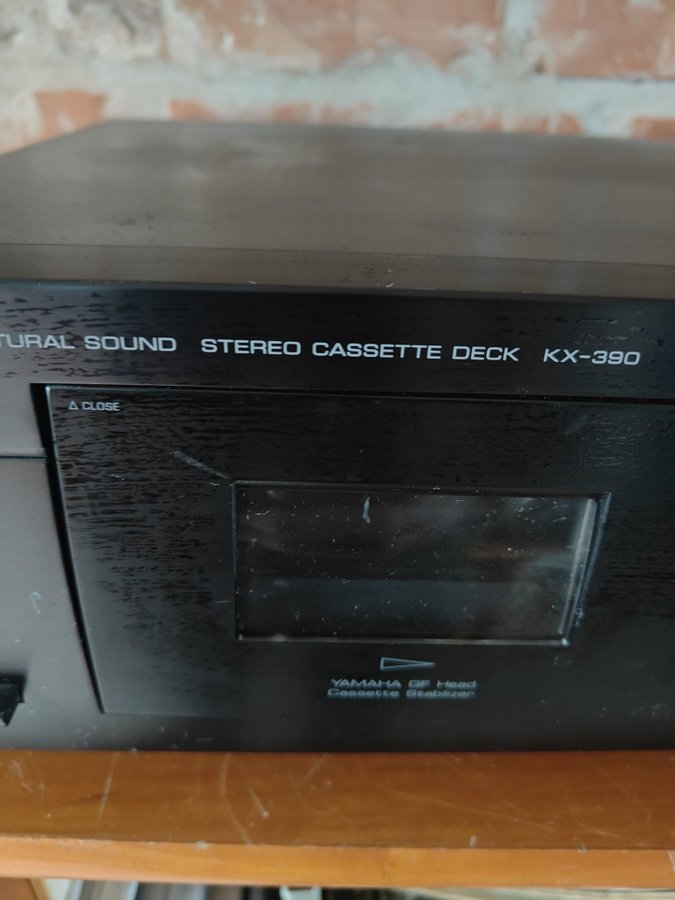 TURAL SOUND STEREO CASSETTE DECK KX-390
△ CLOSE
YAMAHA GF Head
Cassette Stabilizer